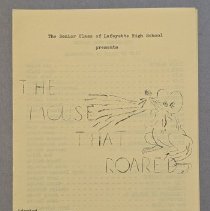 The Senior Class of Lafayette High School
presents
THE
MOUSE
THAT
ROARED